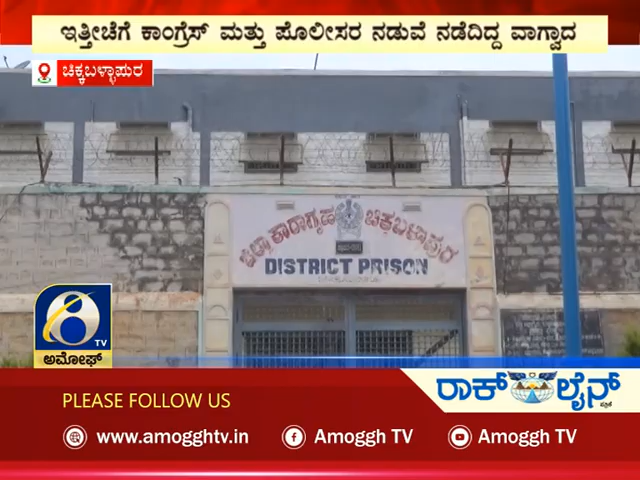 ಇತ್ತೀಚೆಗೆ ಕಾಂಗ್ರೆಸ್ ಮತ್ತು ಪೊಲೀಸರ ನಡುವೆ ನಡೆದಿದ್ದ ವಾಗ್ವಾದ
ಚಿಕ್ಕಬಳ್ಳಾಪುರ
ಜಿಲ್ಲಾ ಕಾರಾಗೃಹ ಚಿಕ್ಕಬಳ್ಳಾಪುರ
DISTRICT PRISON
TV
ಅಮೋಘ್
ರಾಕ್ ಲೈನ್
PLEASE FOLLOW US
www.amogghtv.in
Amoggh TV
Amoggh TV